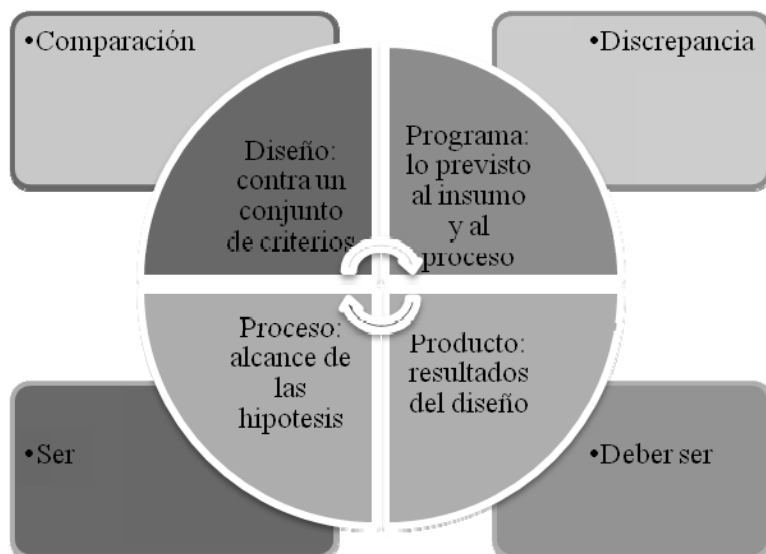 •Comparación
•Discrepancia
Diseño:
contra un
conjunto
de criterios
Programa:
lo previsto
al insumo
y al
proceso
Proceso:
alcance de
las
hipotesis
Producto:
resultados
del diseño
•Ser
•Deber ser